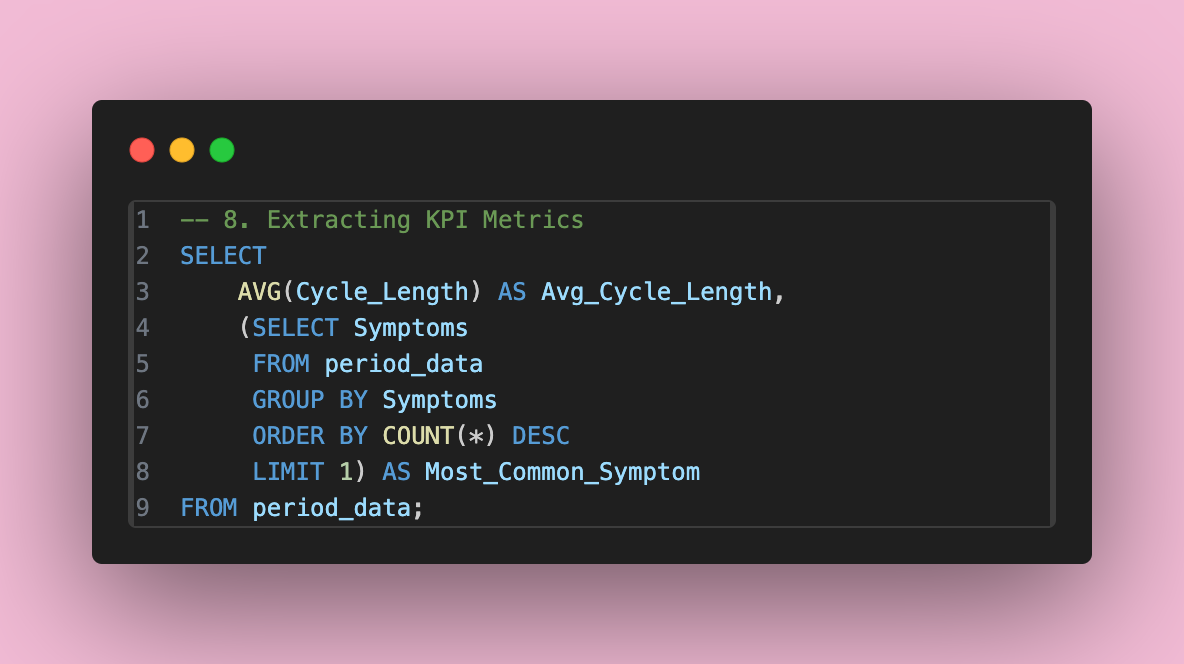 1 -- 8. Extracting KPI Metrics
2 SELECT
3     AVG(Cycle_Length) AS Avg_Cycle_Length,
4     (SELECT Symptoms
5      FROM period_data
6      GROUP BY Symptoms
7      ORDER BY COUNT(*) DESC
8      LIMIT 1) AS Most_Common_Symptom
9 FROM period_data;